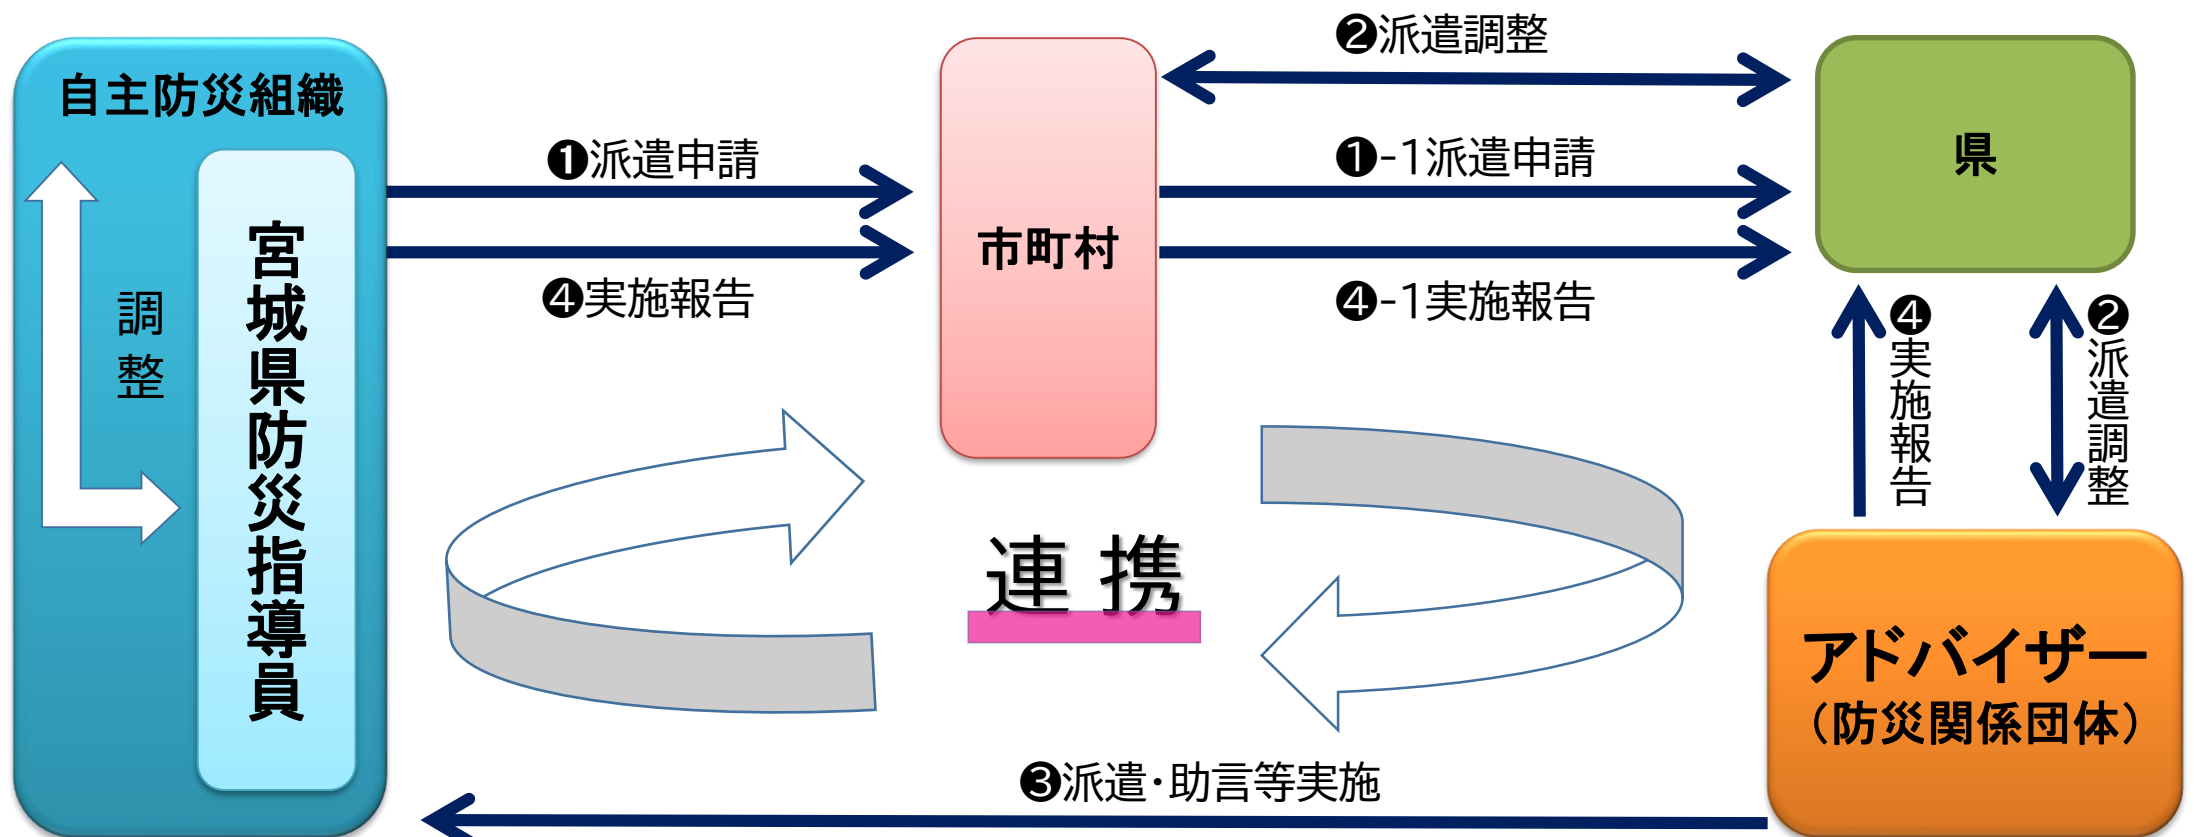 自主防災組織
調整
宮城県防災指導員
❶派遣申請
❹実施報告
市町村
❷派遣調整
❶-1派遣申請
❹-1実施報告
県
❹実施報告
❷派遣調整
連携
アドバイザー
（防災関係団体）
❸派遣・助言等実施